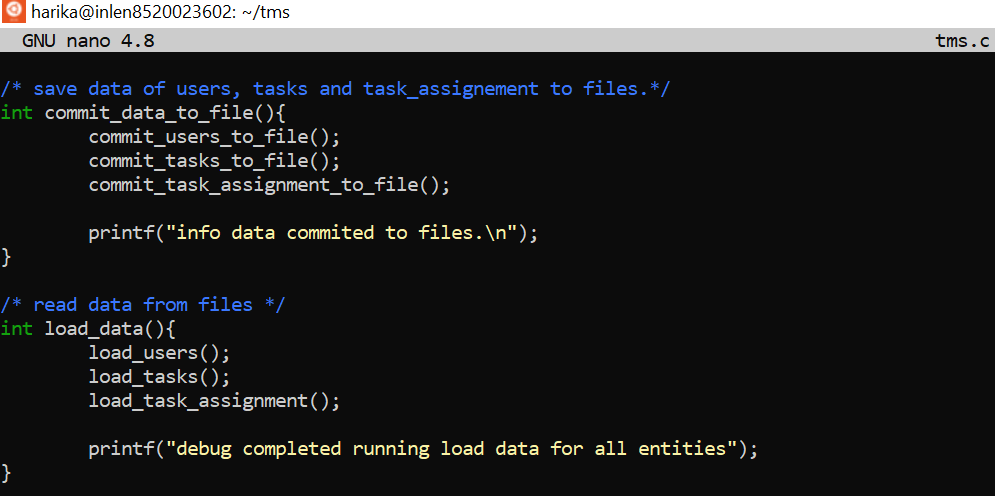 harika@inlen8520023602: ~/tms
GNU nano 4.8 tms.c
/* save data of users, tasks and task_assignement to files.*/
int commit_data_to_file(){
commit_users_to_file();
commit_tasks_to_file();
commit_task_assignment_to_file();
printf("info data commited to files.\n");
}
/* read data from files */
int load_data(){
load_users();
load_tasks();
load_task_assignment();
printf("debug completed running load data for all entities");
}